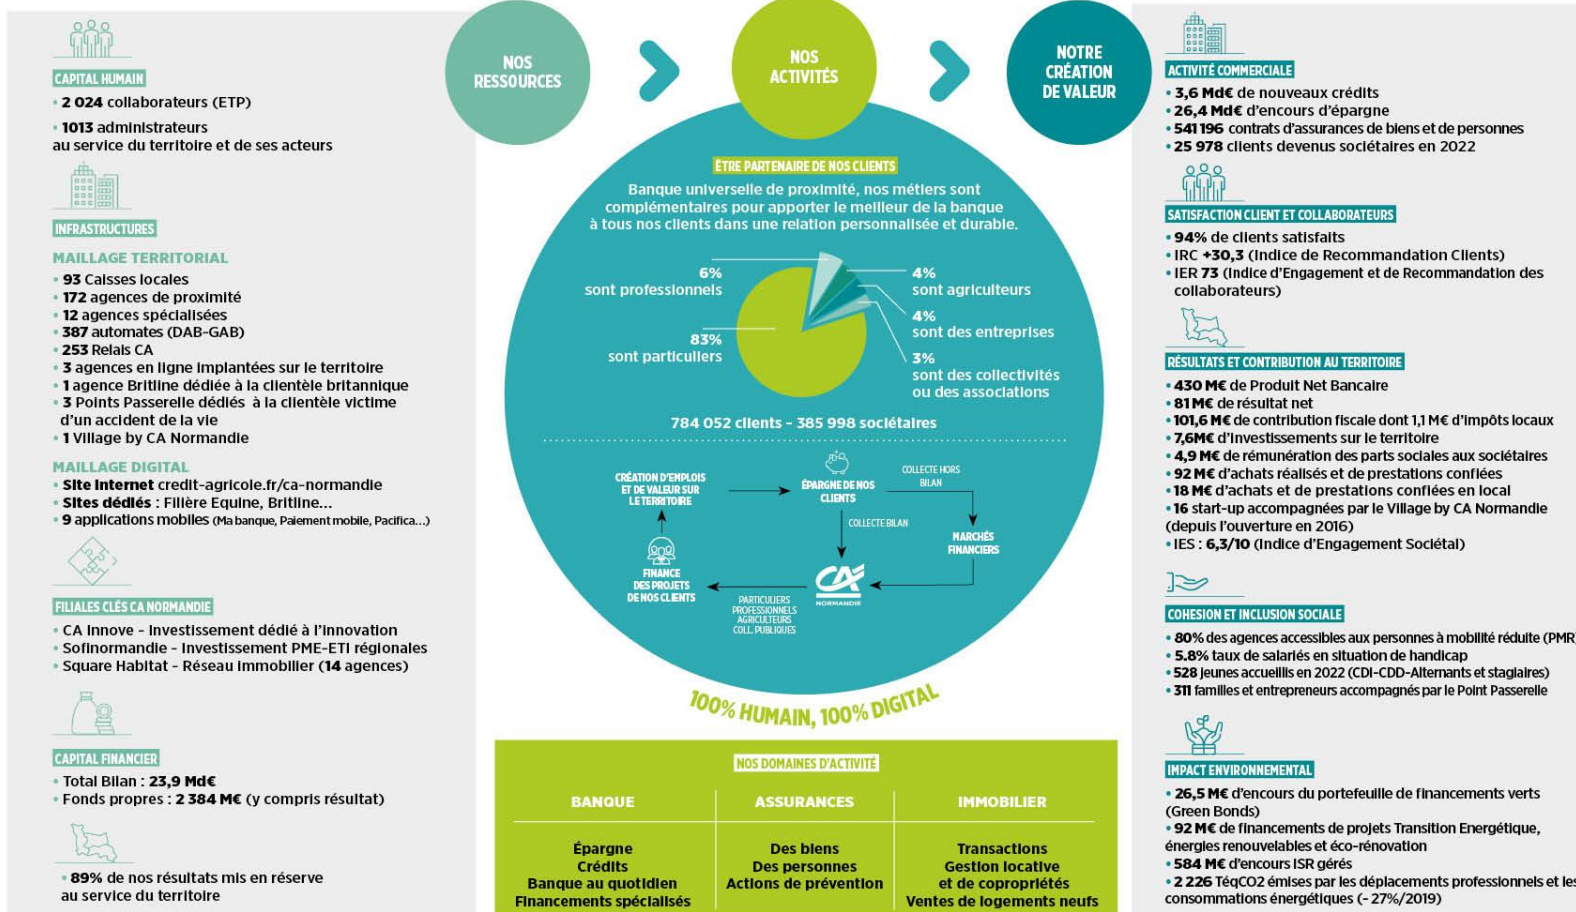 CAPITAL HUMAIN
• 2 024 collaborateurs (ETP)
• 1013 administrateurs
au service du territoire et de ses acteurs
INFRASTRUCTURES
MAILLAGE TERRITORIAL
• 93 Caisses locales
• 172 agences de proximité
• 12 agences spécialisées
• 387 automates (DAB-GAB)
• 253 Relais CA
• 3 agences en ligne implantées sur le territoire
• 1 agence Britline dédiée à la clientèle britannique
• 3 Points Passerelle dédiés à la clientèle victime
d'un accident de la vie
• 1 Village by CA Normandie
MAILLAGE DIGITAL
• Site Internet credit-agricole.fr/ca-normandie
• Sites dédiés : Filière Equine, Britline...
• 9 applications mobiles (Ma banque, Paiement mobile, Pacifica...)
FILIALES CLÉS CA NORMANDIE
• CA Innove - Investissement dédié à l'innovation
• Sofinormandie - Investissement PME-ETI régionales
• Square Habitat - Réseau immobilier (14 agences)
CAPITAL FINANCIER
• Total Bilan : 23,9 Md€
• Fonds propres : 2 384 M€ (y compris résultat)
• 89% de nos résultats mis en réserve
au service du territoire
NOS
RESSOURCES
NOS
ACTIVITÉS
NOTRE
CRÉATION
DE VALEUR
ÊTRE PARTENAIRE DE NOS CLIENTS
Banque universelle de proximité, nos métiers sont
complémentaires pour apporter le meilleur de la banque
à tous nos clients dans une relation personnalisée et durable.
6%
sont professionnels
83%
sont particuliers
4%
sont agriculteurs
4%
sont des entreprises
3%
sont des collectivités
ou des associations
784 052 clients - 385 998 sociétaires
CRÉATION D'EMPLOIS
ET DE VALEUR SUR
LE TERRITOIRE
ÉPARGNE DE NOS
CLIENTS
COLLECTE HORS
BILAN
COLLECTE BILAN
MARCHÉS
FINANCIERS
FINANCE
DES PROJETS
DE NOS CLIENTS
PARTICULIERS
PROFESSIONNELS
AGRICULTEURS
COLL. PUBLIQUES
CA
NORMANDIE
100% HUMAIN, 100% DIGITAL
NOS DOMAINES D'ACTIVITÉ
BANQUE
Épargne
Crédits
Banque au quotidien
Financements spécialisés
ASSURANCES
Des biens
Des personnes
Actions de prévention
IMMOBILIER
Transactions
Gestion locative
et de copropriétés
Ventes de logements neufs
ACTIVITÉ COMMERCIALE
• 3,6 Md€ de nouveaux crédits
• 26,4 Md€ d'encours d'épargne
• 541 196 contrats d'assurances de biens et de personnes
• 25 978 clients devenus sociétaires en 2022
SATISFACTION CLIENT ET COLLABORATEURS
• 94% de clients satisfaits
• IRC +30,3 (Indice de Recommandation Clients)
• IER 73 (Indice d'Engagement et de Recommandation des
collaborateurs)
RÉSULTATS ET CONTRIBUTION AU TERRITOIRE
• 430 M€ de Produit Net Bancaire
• 81 M€ de résultat net
• 101,6 M€ de contribution fiscale dont 1,1 M€ d'impôts locaux
• 7,6M€ d'investissements sur le territoire
• 4,9 M€ de rémunération des parts sociales aux sociétaires
• 92 M€ d'achats réalisés et de prestations confiées
• 18 M€ d'achats et de prestations confiées en local
• 16 start-up accompagnées par le Village by CA Normandie
(depuis l'ouverture en 2016)
• IES : 6,3/10 (Indice d'Engagement Sociétal)
COHESION ET INCLUSION SOCIALE
• 80% des agences accessibles aux personnes à mobilité réduite (PMR)
• 5.8% taux de salariés en situation de handicap
• 528 jeunes accueillis en 2022 (CDI-CDD-Alternants et stagiaires)
• 311 familles et entrepreneurs accompagnés par le Point Passerelle
IMPACT ENVIRONNEMENTAL
• 26,5 M€ d'encours du portefeuille de financements verts
(Green Bonds)
• 92 M€ de financements de projets Transition Energétique,
énergies renouvelables et éco-rénovation
• 584 M€ d'encours ISR gérés
• 2 226 TéqCO2 émises par les déplacements professionnels et les
consommations énergétiques (- 27%/2019)